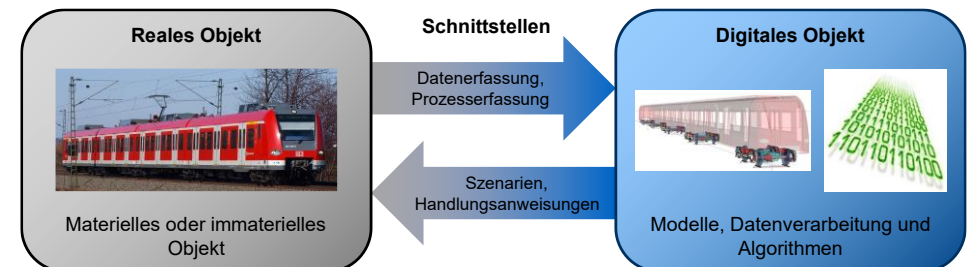 Reales Objekt
Materielles oder immaterielles
Objekt
Schnittstellen
Datenerfassung,
Prozesserfassung
Szenarien,
Handlungsanweisungen
Digitales Objekt
Modelle, Datenverarbeitung und
Algorithmen